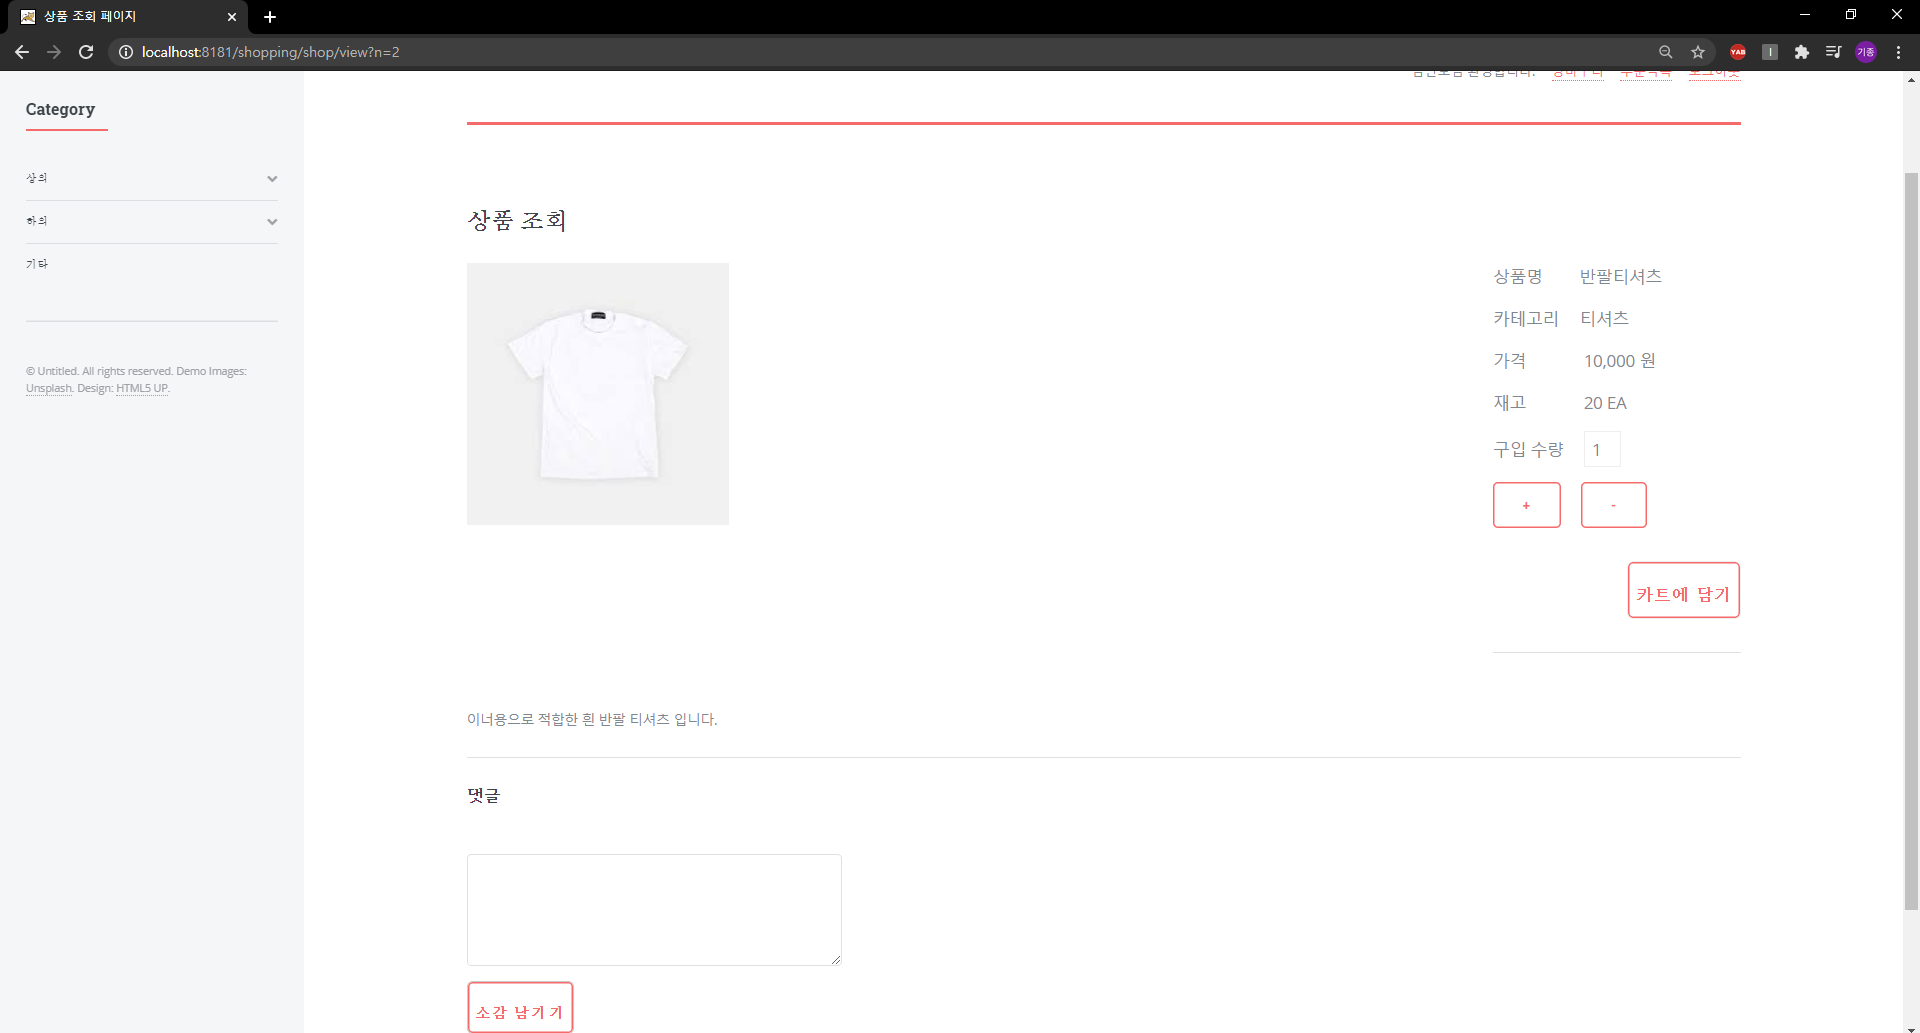 상품 조회 페이지
localhost:8181/shopping/shop/view?n=2
YAB
기종
Category
상의
하의
기타
© Untitled. All rights reserved. Demo Images:
Unsplash. Design: HTML5 UP.
상품 조회
상품명 반팔티셔츠
카테고리 티셔츠
가격 10,000 원
재고 20 EA
구입 수량 1
+ -
카트에 담기
이너용으로 적합한 흰 반팔 티셔츠 입니다.
댓글
소감 남기기